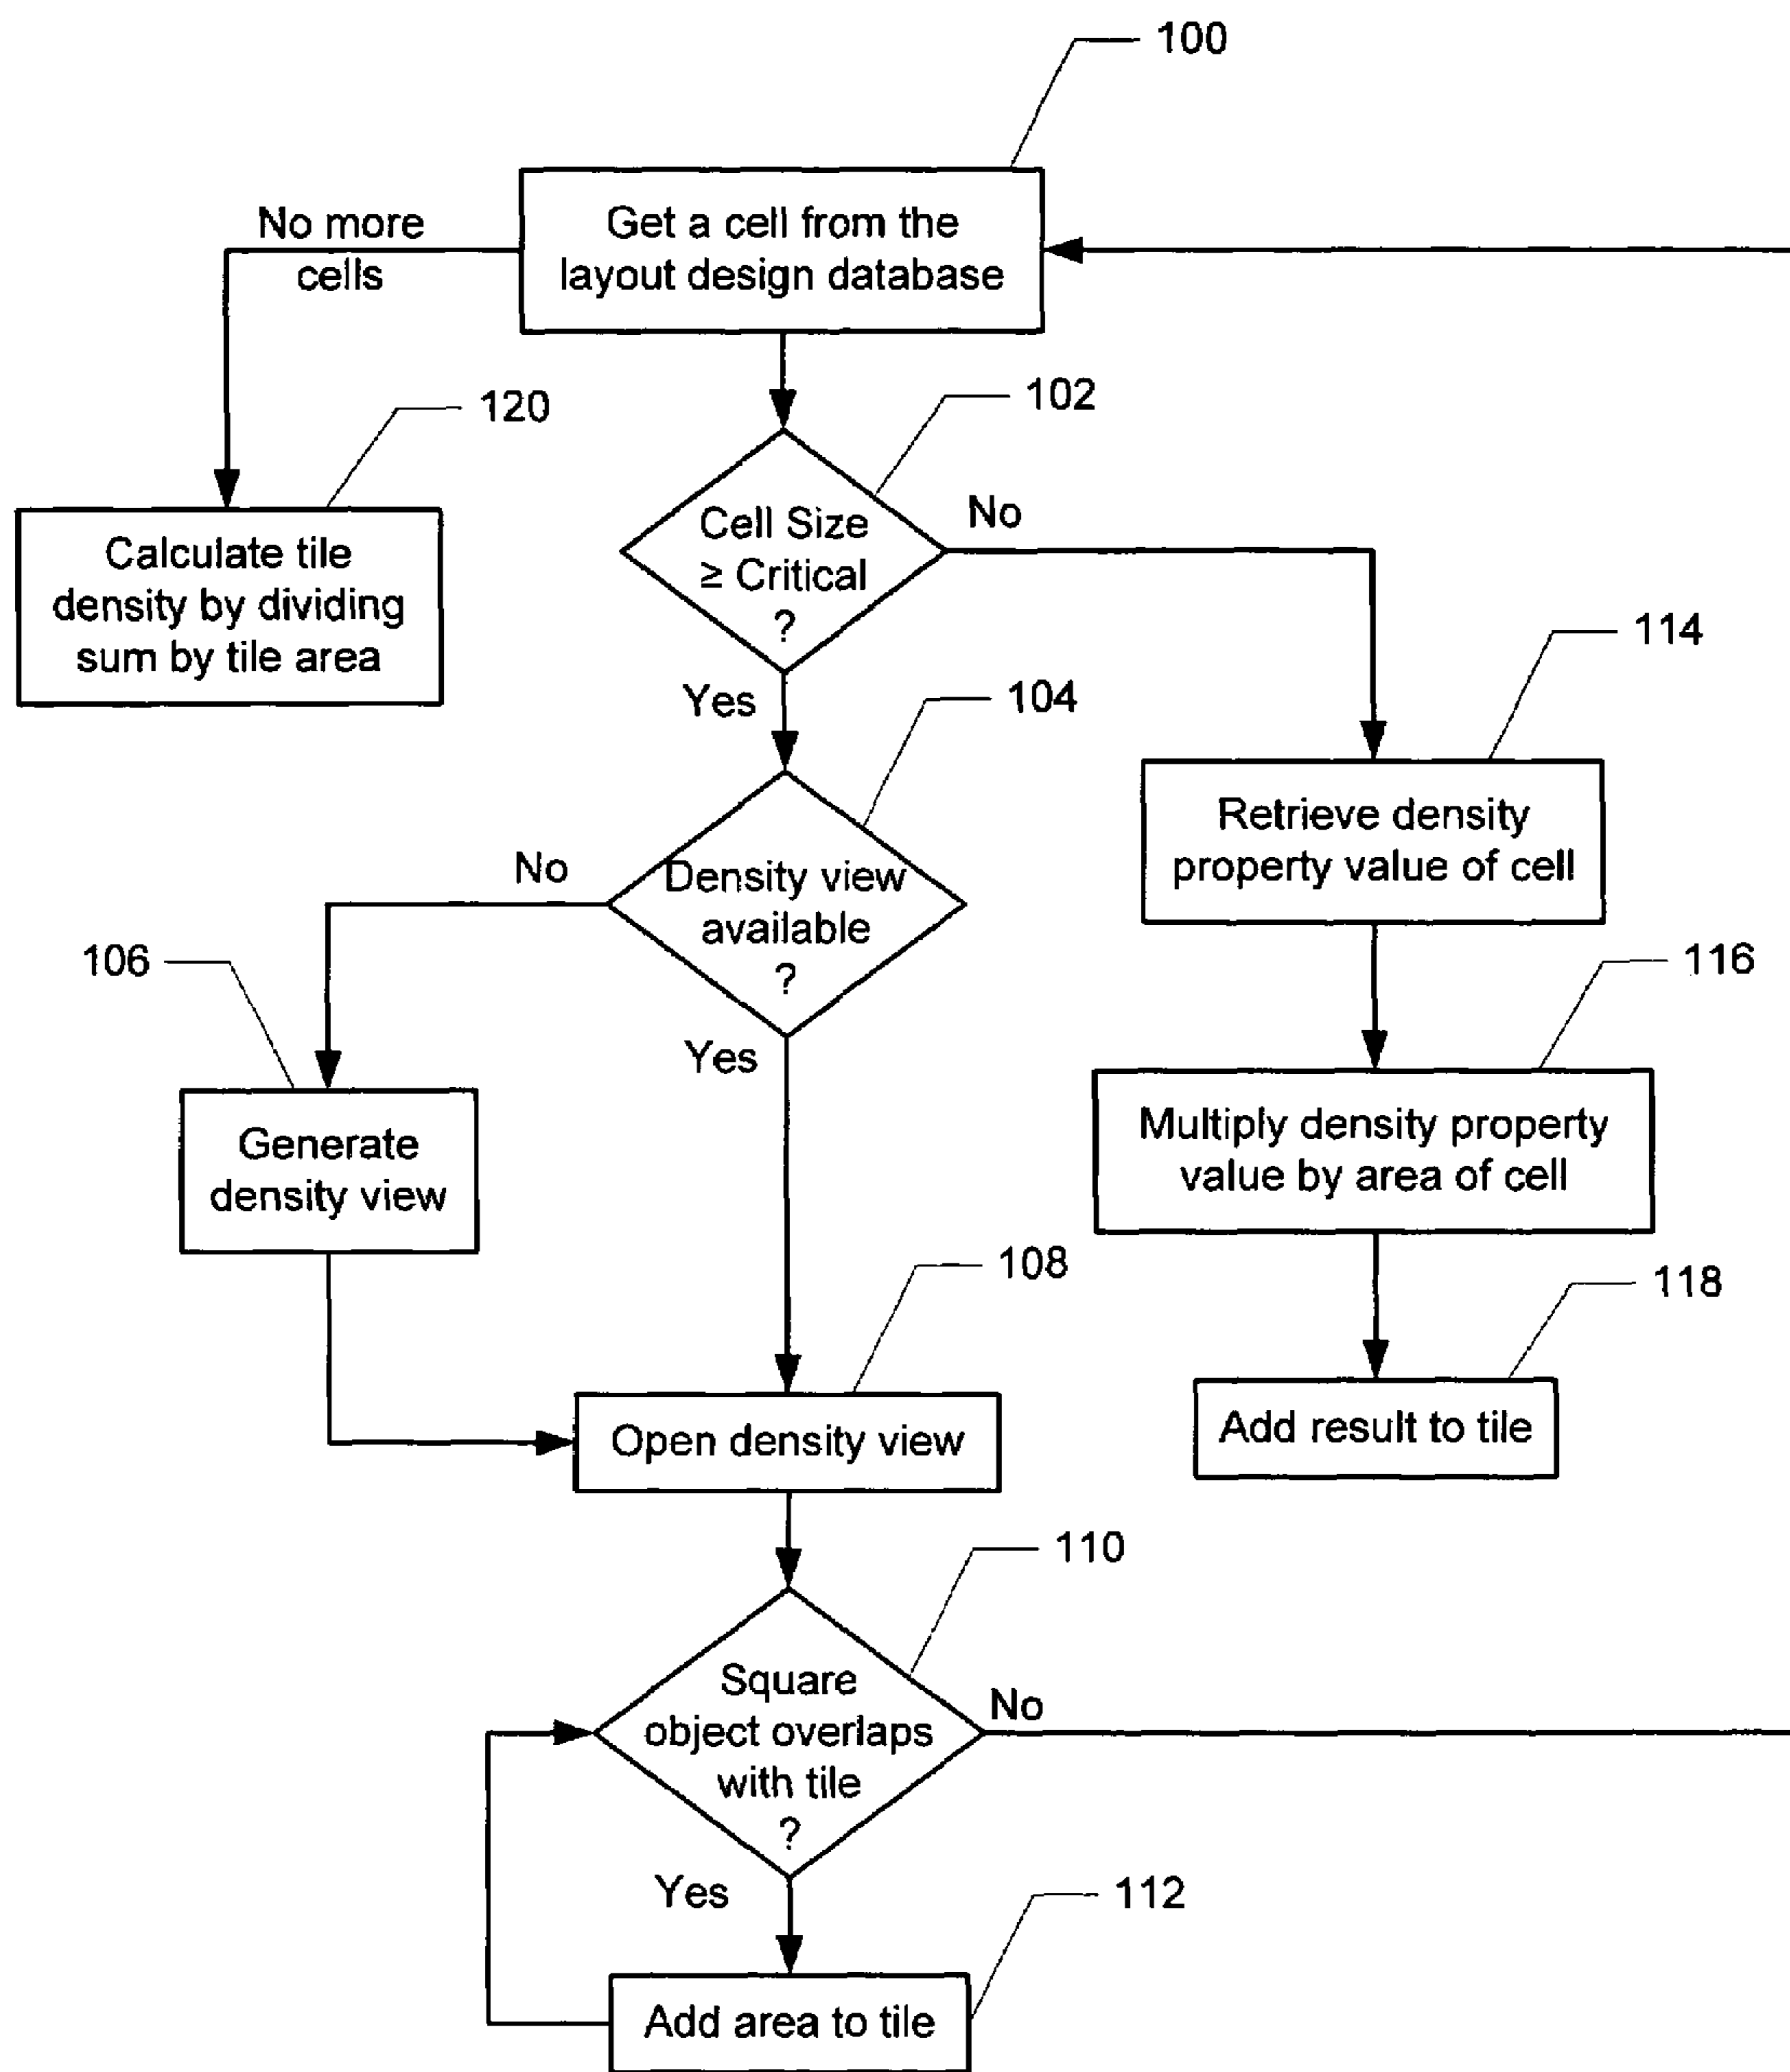 100
Get a cell from the
layout design database
No more
cells
102
120
Cell Size
≥ Critical
?
No
Calculate tile
density by dividing
sum by tile area
114
Yes
104
Retrieve density
property value of cell
Density view
available
?
No
106
116
Yes
Multiply density property
value by area of cell
Generate
density view
108
118
Open density view
Add result to tile
110
Square
object overlaps
with tile
?
No
Yes
112
Add area to tile